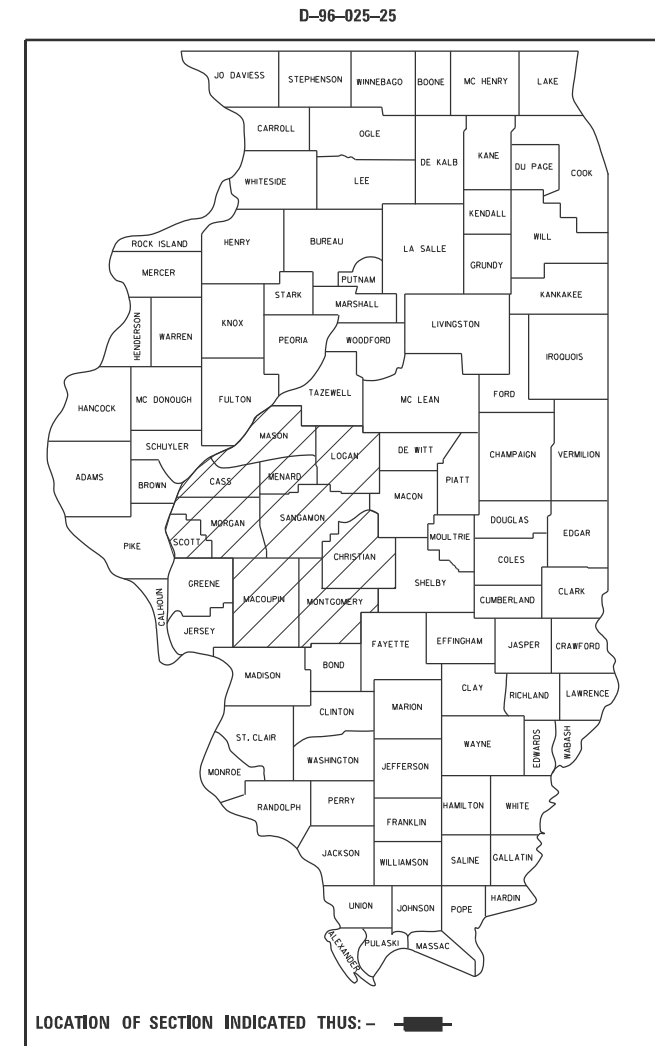 D-96-025-25
JO DAVIESS
STEPHENSON
WINNEBAGO
BOONE
MC HENRY
LAKE
CARROLL
OGLE
DE KALB
KANE
DU PAGE
COOK
WHITESIDE
LEE
KENDALL
WILL
ROCK ISLAND
HENRY
BUREAU
LA SALLE
GRUNDY
MERCER
PUTNAM
STARK
MARSHALL
KANKAKEE
HENDERSON
WARREN
KNOX
PEORIA
WOODFORD
LIVINGSTON
IROQUOIS
HANCOCK
MC DONOUGH
FULTON
TAZEWELL
MC LEAN
FORD
MASON
SCHUYLER
LOGAN
DE WITT
CHAMPAIGN
VERMILION
ADAMS
BROWN
CASS
MENARD
PIATT
MACON
MORGAN
SANGAMON
DOUGLAS
PIKE
SCOTT
CHRISTIAN
MOULTRIE
EDGAR
COLES
GREENE
SHELBY
CALHOUN
MACOUPIN
MONTGOMERY
CUMBERLAND
CLARK
JERSEY
FAYETTE
EFFINGHAM
JASPER
CRAWFORD
MADISON
BOND
CLAY
RICHLAND
LAWRENCE
CLINTON
MARION
ST. CLAIR
WAYNE
EDWARDS
WABASH
WASHINGTON
JEFFERSON
MONROE
RANDOLPH
PERRY
HAMILTON
WHITE
FRANKLIN
JACKSON
WILLIAMSON
SALINE
GALLATIN
UNION
JOHNSON
POPE
HARDIN
ALEXANDER
PULASKI
MASSAC
LOCATION OF SECTION INDICATED THUS: -